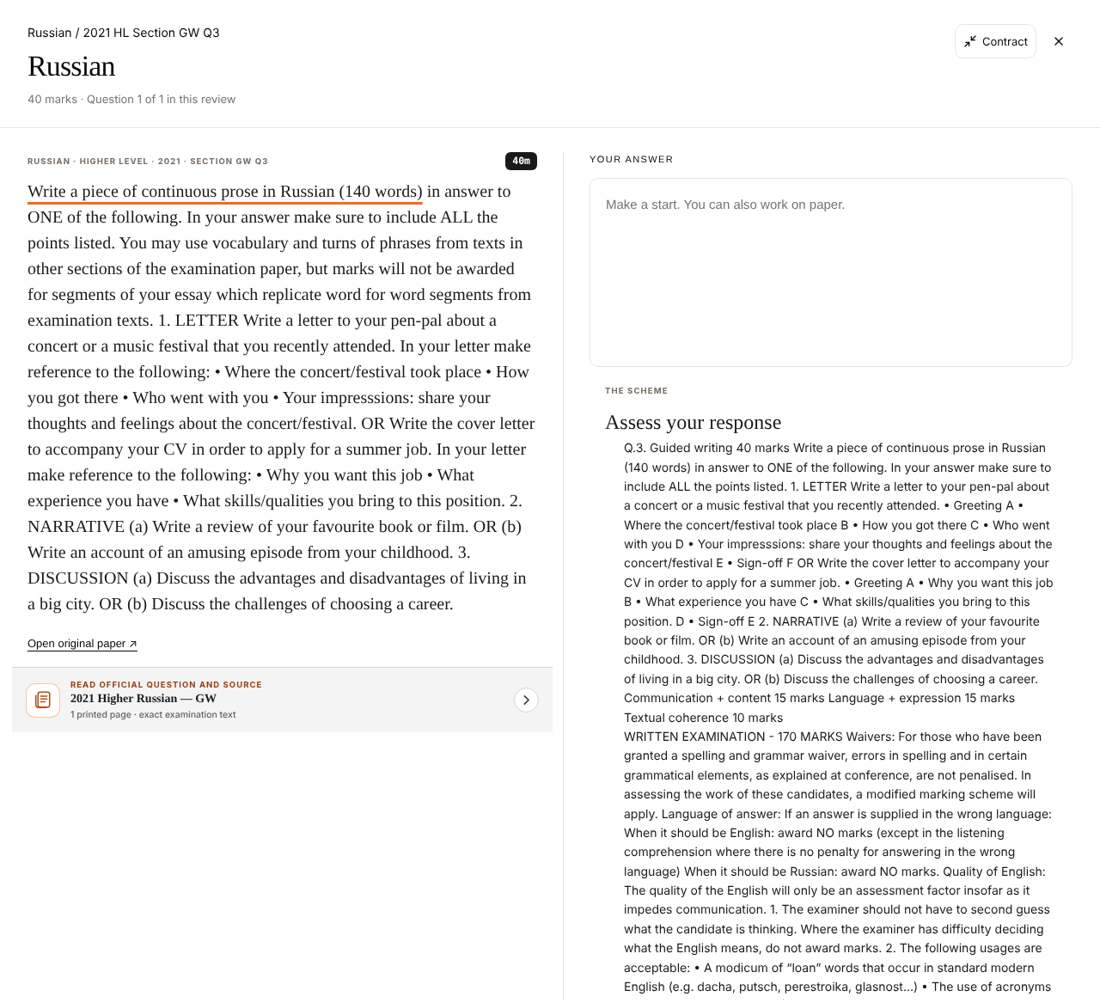 Russian / 2021 HL Section GW Q3
Russian
40 marks · Question 1 of 1 in this review
Contract
RUSSIAN · HIGHER LEVEL · 2021 · SECTION GW Q3
40m
Write a piece of continuous prose in Russian (140 words) in answer to
ONE of the following. In your answer make sure to include ALL the
points listed. You may use vocabulary and turns of phrases from texts in
other sections of the examination paper, but marks will not be awarded
for segments of your essay which replicate word for word segments from
examination texts. 1. LETTER Write a letter to your pen-pal about a
concert or a music festival that you recently attended. In your letter make
reference to the following: • Where the concert/festival took place • How
you got there • Who went with you • Your impresssions: share your
thoughts and feelings about the concert/festival. OR Write the cover letter
to accompany your CV in order to apply for a summer job. In your letter
make reference to the following: • Why you want this job • What
experience you have • What skills/qualities you bring to this position. 2.
NARRATIVE (a) Write a review of your favourite book or film. OR (b)
Write an account of an amusing episode from your childhood. 3.
DISCUSSION (a) Discuss the advantages and disadvantages of living in
a big city. OR (b) Discuss the challenges of choosing a career.
Open original paper ↗
READ OFFICIAL QUESTION AND SOURCE
2021 Higher Russian — GW
1 printed page · exact examination text
YOUR ANSWER
Make a start. You can also work on paper.
THE SCHEME
Assess your response
Q.3. Guided writing 40 marks Write a piece of continuous prose in Russian
(140 words) in answer to ONE of the following. In your answer make sure to
include ALL the points listed. 1. LETTER Write a letter to your pen-pal about
a concert or a music festival that you recently attended. • Greeting A •
Where the concert/festival took place B • How you got there C • Who went
with you D • Your impresssions: share your thoughts and feelings about the
concert/festival E • Sign-off F OR Write the cover letter to accompany your
CV in order to apply for a summer job. • Greeting A • Why you want this job
B • What experience you have C • What skills/qualities you bring to this
position. D • Sign-off E 2. NARRATIVE (a) Write a review of your favourite
book or film. OR (b) Write an account of an amusing episode from your
childhood. 3. DISCUSSION (a) Discuss the advantages and disadvantages
of living in a big city. OR (b) Discuss the challenges of choosing a career.
Communication + content 15 marks Language + expression 15 marks
Textual coherence 10 marks
WRITTEN EXAMINATION - 170 MARKS Waivers: For those who have been
granted a spelling and grammar waiver, errors in spelling and in certain
grammatical elements, as explained at conference, are not penalised. In
assessing the work of these candidates, a modified marking scheme will
apply. Language of answer: If an answer is supplied in the wrong language:
When it should be English: award NO marks (except in the listening
comprehension where there is no penalty for answering in the wrong
language) When it should be Russian: award NO marks. Quality of English:
The quality of the English will only be an assessment factor insofar as it
impedes communication. 1. The examiner should not have to second guess
what the candidate is thinking. Where the examiner has difficulty deciding
what the English means, do not award marks. 2. The following usages are
acceptable: • A modicum of “loan” words that occur in standard modern
English (e.g. dacha, putsch, perestroika, glasnost…) • The use of acronyms